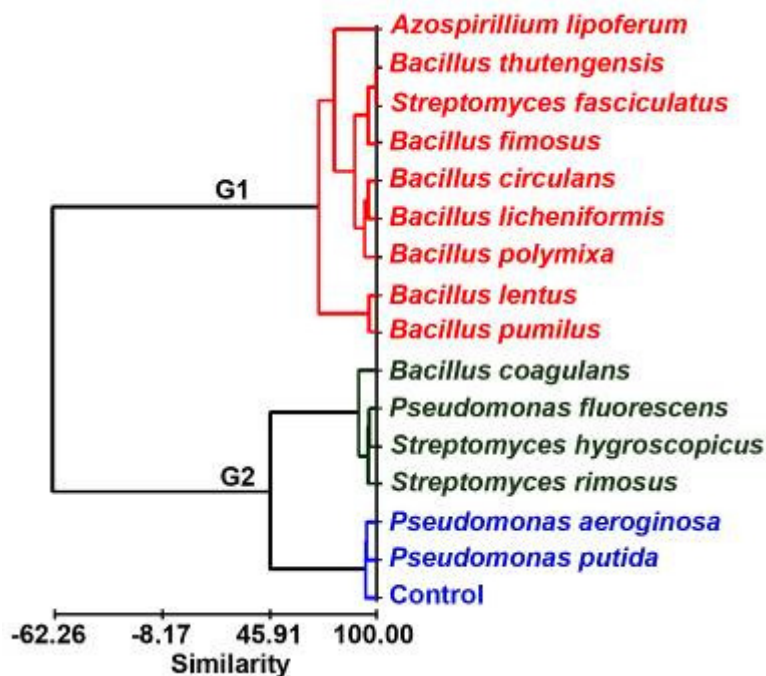 Azospirillium lipoferum
Bacillus thutengensis
Streptomyces fasciculatus
Bacillus fimosus
Bacillus circulans
G1
Bacillus licheniformis
Bacillus polymixa
Bacillus lentus
Bacillus pumilus
Bacillus coagulans
Pseudomonas fluorescens
Streptomyces hygroscopicus
G2
Streptomyces rimosus
Pseudomonas aeroginosa
Pseudomonas putida
Control
-62.26 -8.17 45.91 100.00
Similarity